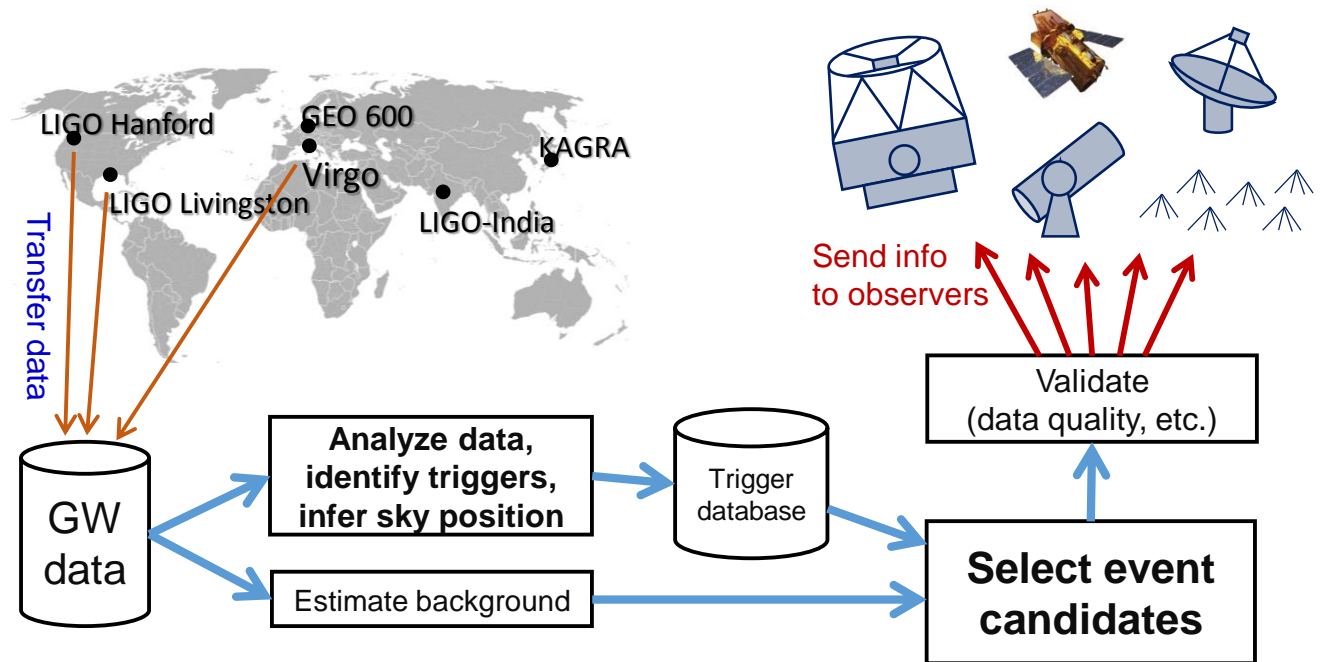 LIGO Hanford
GEO 600
KAGRA
Virgo
LIGO Livingston
LIGO-India
Transfer data
Send info
to observers
Validate
(data quality, etc.)
Analyze data,
identify triggers,
infer sky position
Trigger
database
GW
data
Estimate background
Select event
candidates